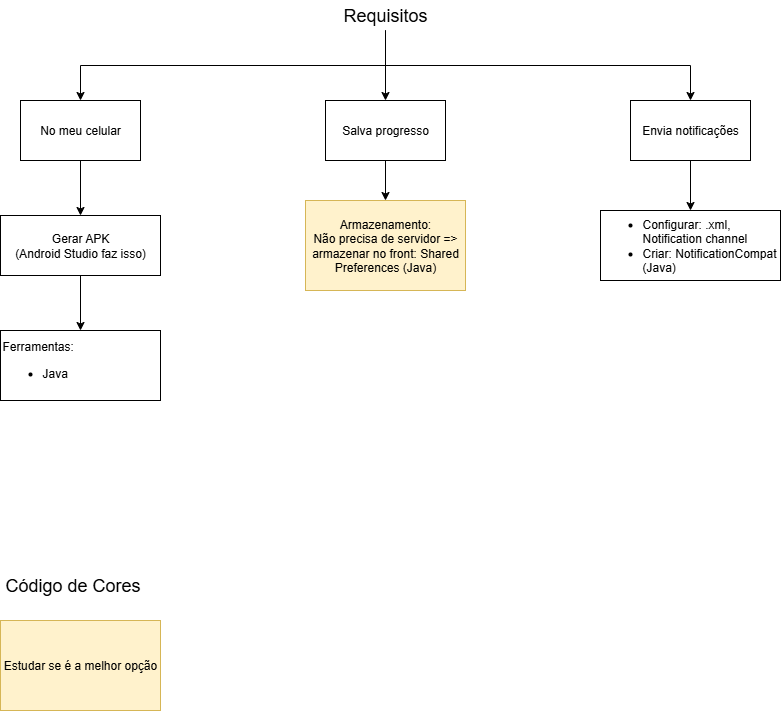 Requisitos
No meu celular
Salva progresso
Envia notificações
Gerar APK
(Android Studio faz isso)
Armazenamento:
Não precisa de servidor =>
armazenar no front: Shared
Preferences (Java)
• Configurar: .xml,
Notification channel
• Criar: NotificationCompat
(Java)
Ferramentas:
• Java
Código de Cores
Estudar se é a melhor opção